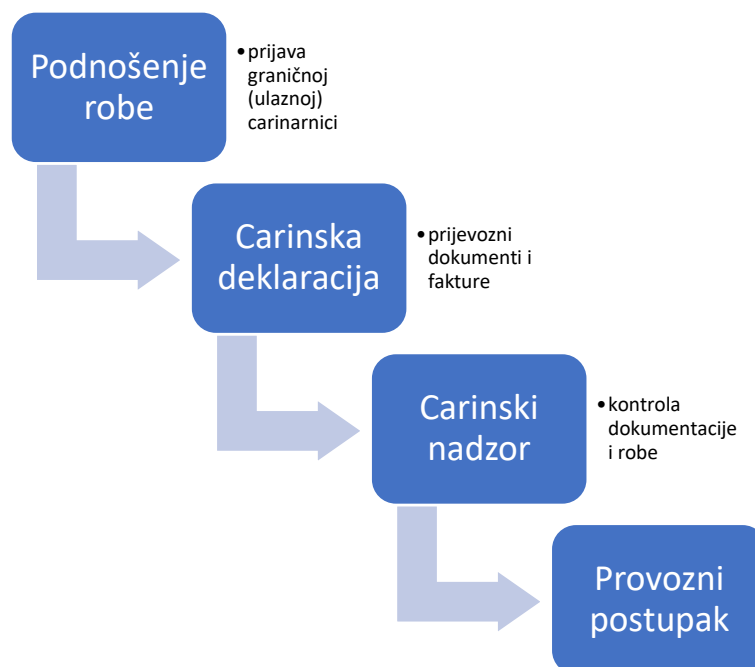 Podnošenje
robe
•prijava
graničnoj
(ulaznoj)
carinarnici
Carinska
deklaracija
•prijevozni
dokumenti i
fakture
Carinski
nadzor
•kontrola
dokumentacije
i robe
Provozni
postupak